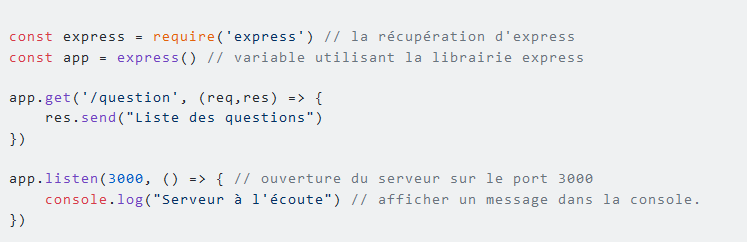 const express = require('express') // la récupération d'express
const app = express() // variable utilisant la librairie express
app.get('/question', (req,res) => {
res.send("Liste des questions")
})
app.listen(3000, () => { // ouverture du serveur sur le port 3000
console.log("Serveur à l'écoute") // afficher un message dans la console.
})